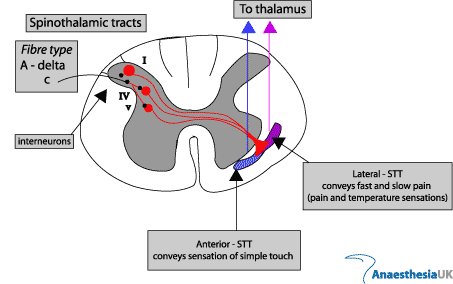 Spinothalamic tracts
To thalamus
Fibre type
A - delta
C
I
IV
V
interneurons
Lateral - STT
conveys fast and slow pain
(pain and temperature sensations)
Anterior - STT
conveys sensation of simple touch
AnaesthesiaUK